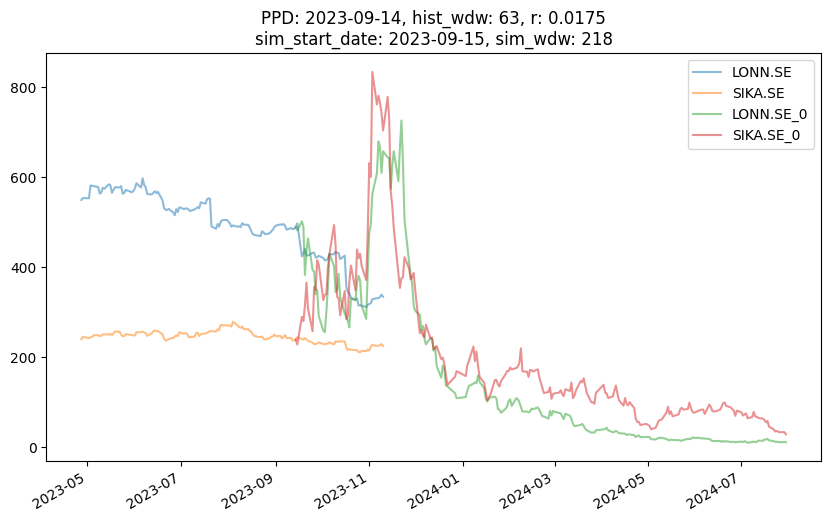 PPD: 2023-09-14, hist_wdw: 63, r: 0.0175
sim_start_date: 2023-09-15, sim_wdw: 218
LONN.SE
SIKA.SE
LONN.SE_0
SIKA.SE_0
800
600
400
200
0
2023-05
2023-07
2023-09
2023-11
2024-01
2024-03
2024-05
2024-07